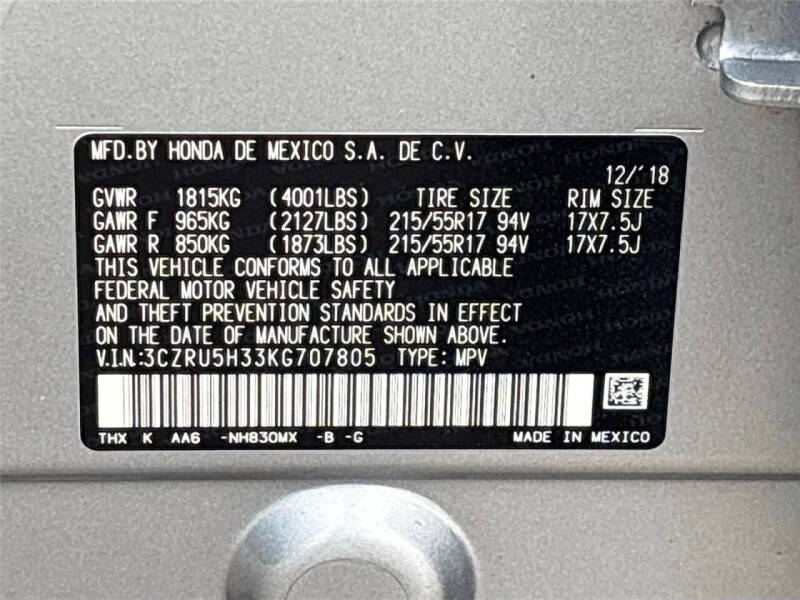 MFD.BY HONDA DE MEXICO S.A. DE C.V.
12/'18
GVWR 1815KG (4001LBS) TIRE SIZE RIM SIZE
GAWR F 965KG (2127LBS) 215/55R17 94V 17X7.5J
GAWR R 850KG (1873LBS) 215/55R17 94V 17X7.5J
THIS VEHICLE CONFORMS TO ALL APPLICABLE
FEDERAL MOTOR VEHICLE SAFETY
AND THEFT PREVENTION STANDARDS IN EFFECT
ON THE DATE OF MANUFACTURE SHOWN ABOVE.
V.I.N.:3CZRU5H33KG707805 TYPE: MPV
THX K AA6 -NH830MX -B -G MADE IN MEXICO